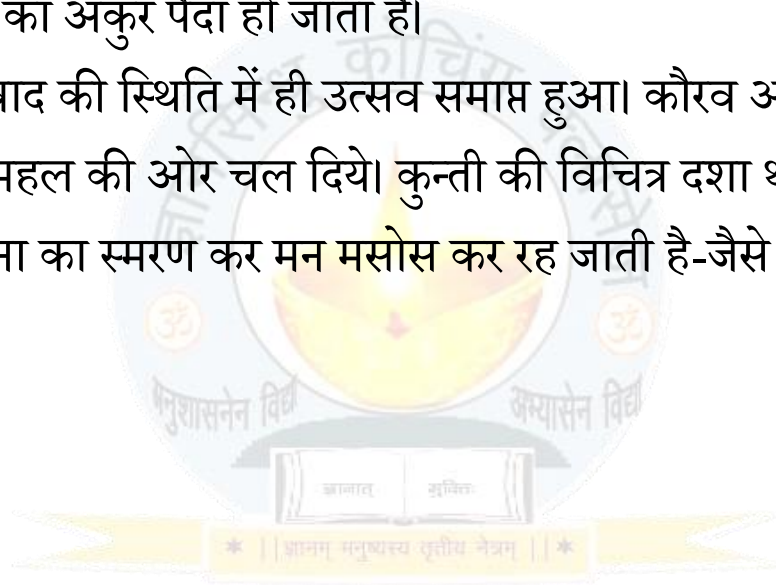 का अंकुर पैदा हो जाता है।
वाद की स्थिति में ही उत्सव समाप्त हुआ। कौरव
महल की ओर चल दिये। कुन्ती की विचित्र दशा
का स्मरण कर मन मसोस कर रह जाती है-जैसे
ॐ ॐ
अनुशासनेन विद्या अभ्यासेन विद्या
ज्ञानात् मुक्तिः
* ||ज्ञानम् मनुष्यस्य तृतीय नेत्रम् ||*